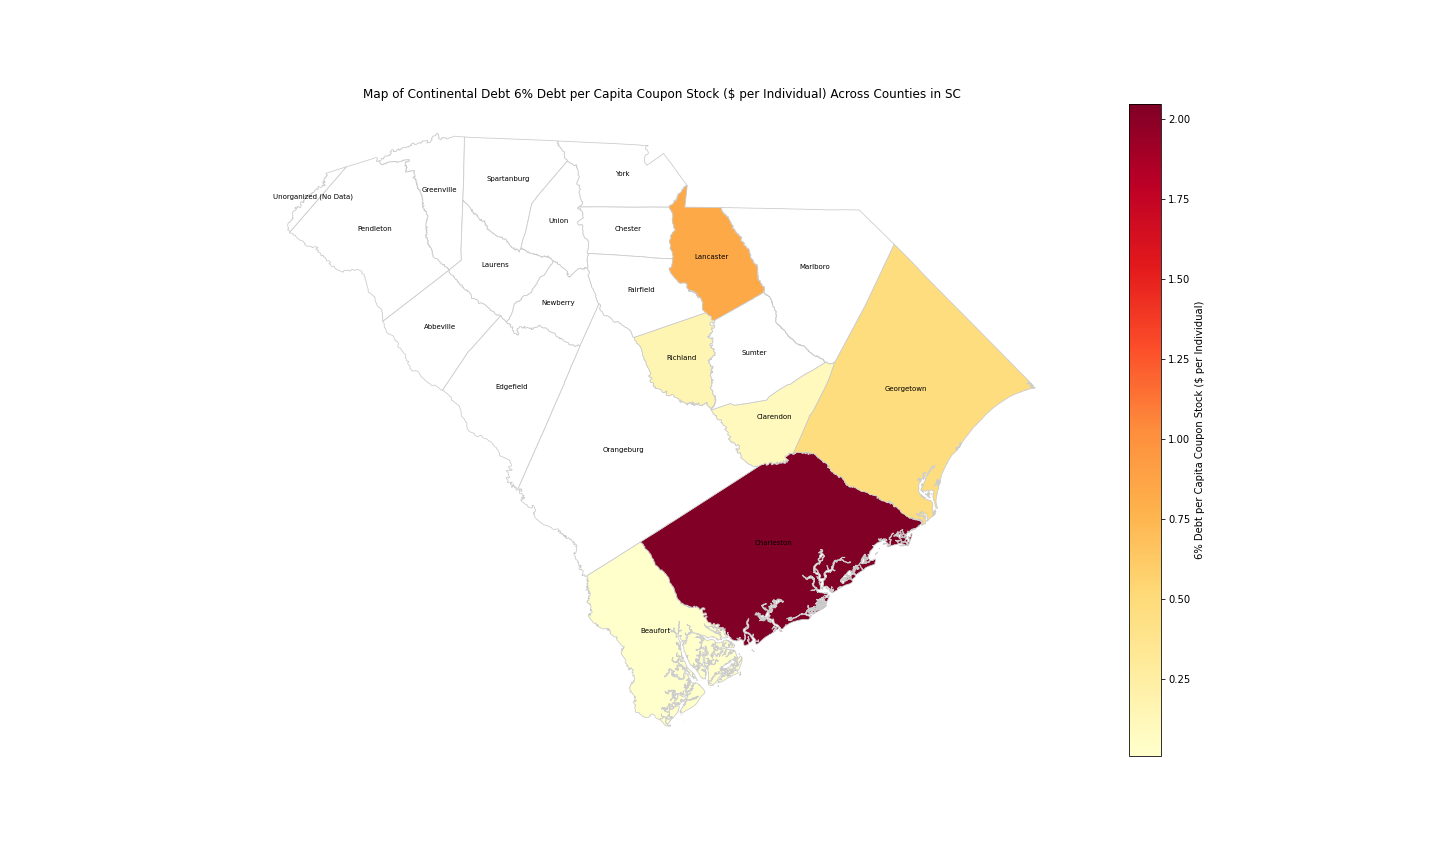 Map of Continental Debt 6% Debt per Capita Coupon Stock ($ per Individual) Across Counties in SC
York
Spartanburg
Greenville
Unorganized (No Data)
Union
Pendleton
Chester
Lancaster
Laurens
Marlboro
Fairfield
Newberry
Abbeville
Sumter
Richland
Edgefield
Georgetown
Clarendon
Orangeburg
Charleston
Beaufort
2.00
1.75
1.50
1.25
1.00
0.75
0.50
0.25
6% Debt per Capita Coupon Stock ($ per Individual)